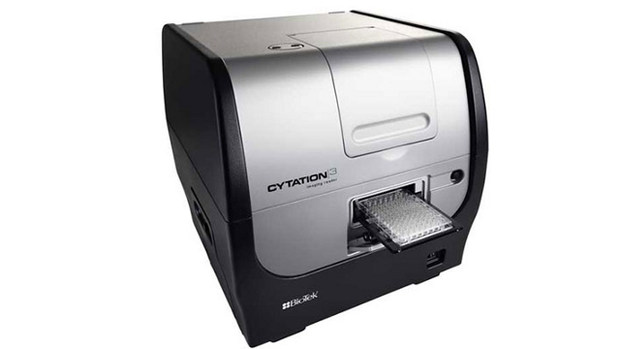 CYTATION3
imaging reader
BioTek